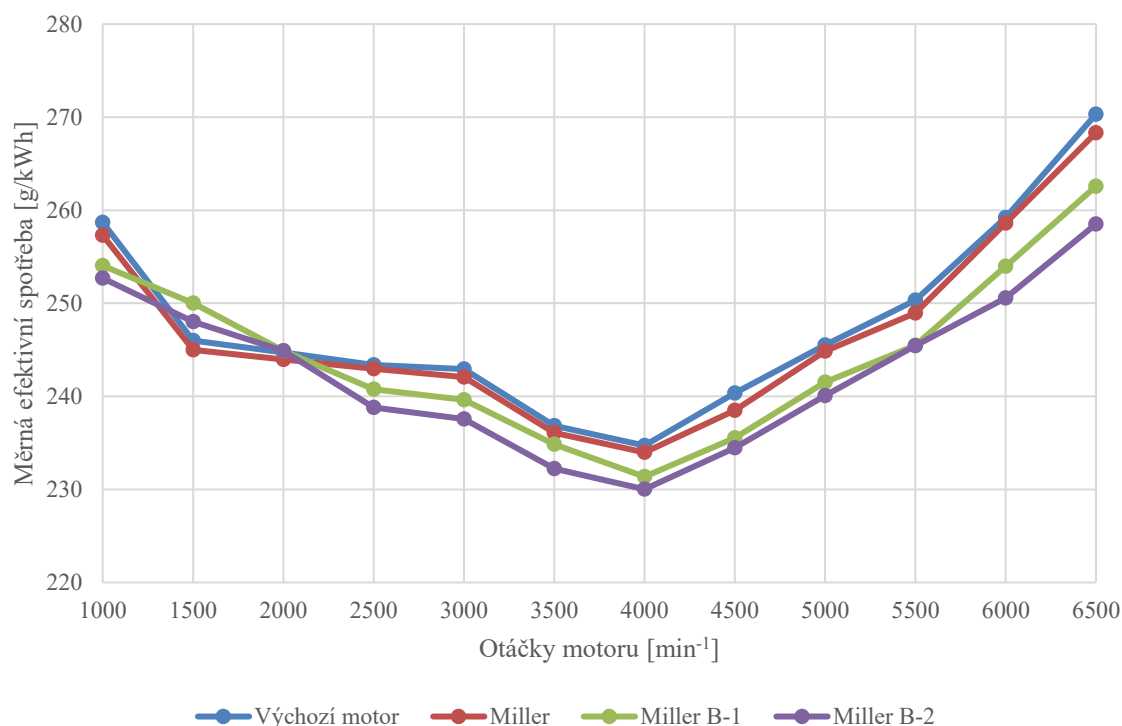 Měrná efektivní spotřeba [g/kWh]
280
270
260
250
240
230
220
1000 1500 2000 2500 3000 3500 4000 4500 5000 5500 6000 6500
Otáčky motoru [min⁻¹]
Výchozí motor Miller Miller B-1 Miller B-2